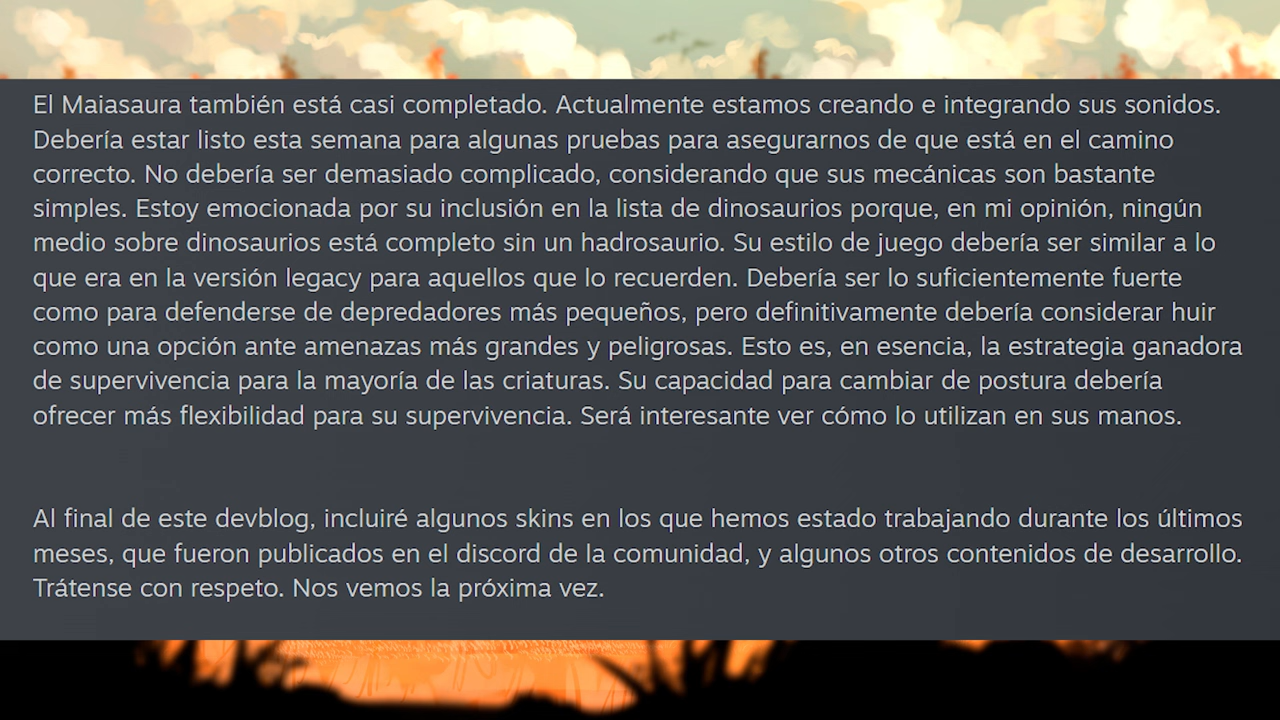 El Maiasaura también está casi completado. Actualmente estamos creando e integrando sus sonidos.
Debería estar listo esta semana para algunas pruebas para asegurarnos de que está en el camino
correcto. No debería ser demasiado complicado, considerando que sus mecánicas son bastante
simples. Estoy emocionada por su inclusión en la lista de dinosaurios porque, en mi opinión, ningún
medio sobre dinosaurios está completo sin un hadrosaurio. Su estilo de juego debería ser similar a lo
que era en la versión legacy para aquellos que lo recuerden. Debería ser lo suficientemente fuerte
como para defenderse de depredadores más pequeños, pero definitivamente debería considerar huir
como una opción ante amenazas más grandes y peligrosas. Esto es, en esencia, la estrategia ganadora
de supervivencia para la mayoría de las criaturas. Su capacidad para cambiar de postura debería
ofrecer más flexibilidad para su supervivencia. Será interesante ver cómo lo utilizan en sus manos.
Al final de este devblog, incluiré algunos skins en los que hemos estado trabajando durante los últimos
meses, que fueron publicados en el discord de la comunidad, y algunos otros contenidos de desarrollo.
Trátense con respeto. Nos vemos la próxima vez.